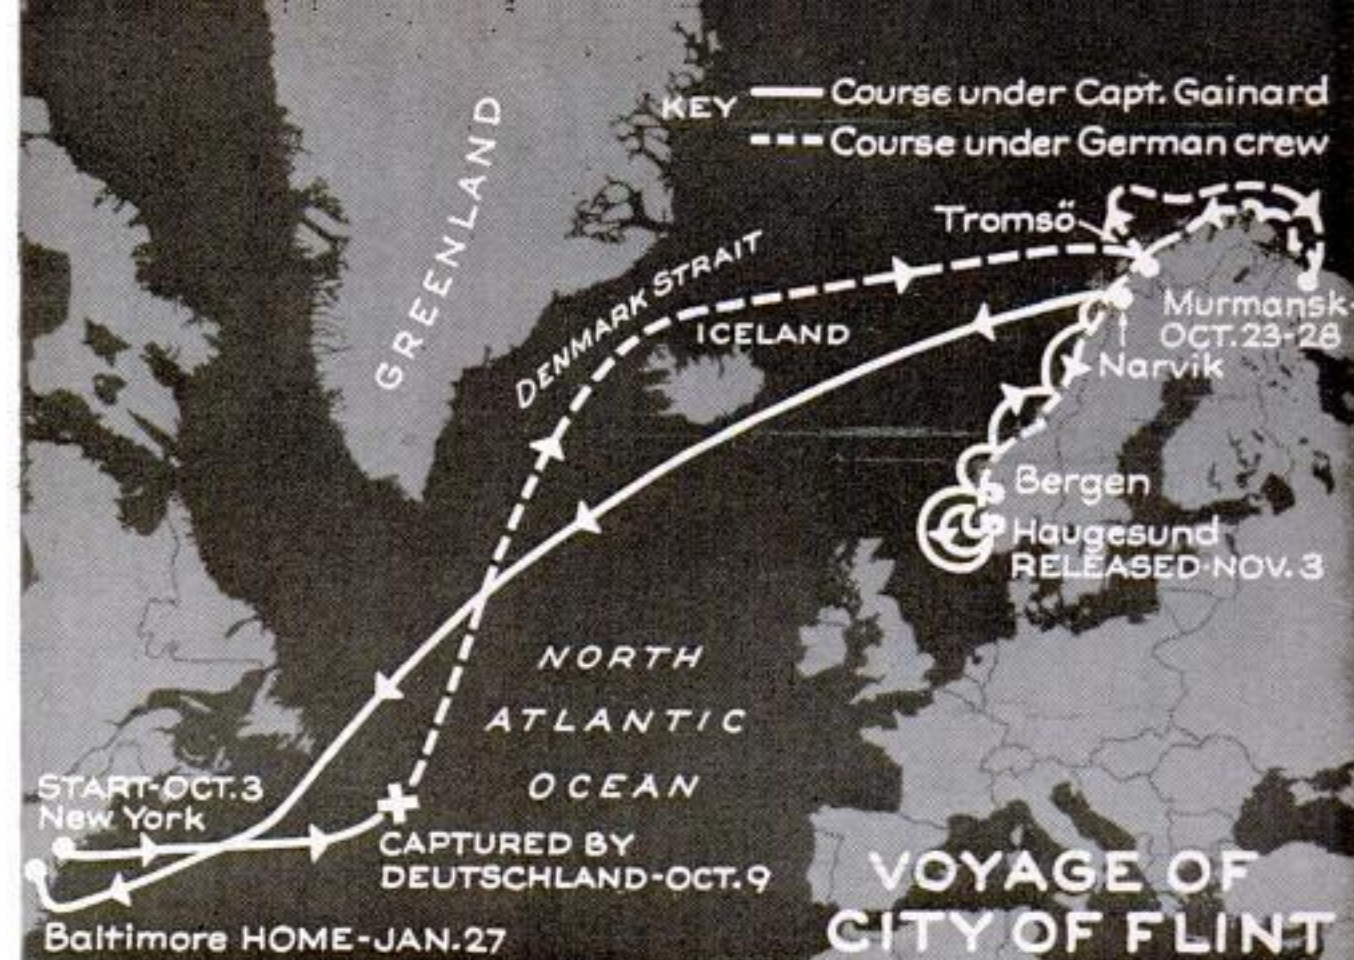 KEY
Course under Capt. Gainard
Course under German crew
GREENLAND
DENMARK STRAIT
ICELAND
Tromsö
Murmansk-
OCT. 23-28
Narvik
Bergen
Haugesund
RELEASED-NOV. 3
NORTH
ATLANTIC
OCEAN
START-OCT. 3
New York
CAPTURED BY
DEUTSCHLAND-OCT. 9
Baltimore HOME-JAN. 27
VOYAGE OF
CITY OF FLINT